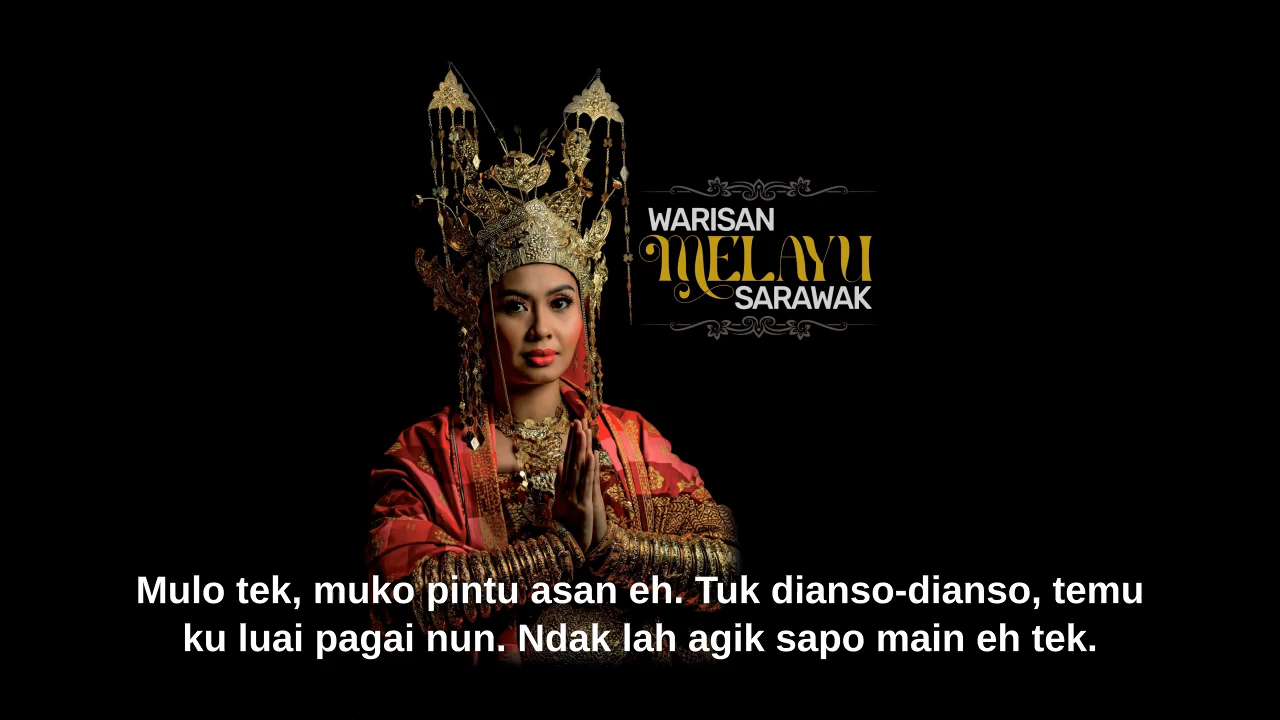 WARISAN
MELAYU
SARAWAK
Mulo tek, muko pintu asan eh. Tuk dianso-dianso, temu
ku luai pagai nun. Ndak lah agik sapo main eh tek.